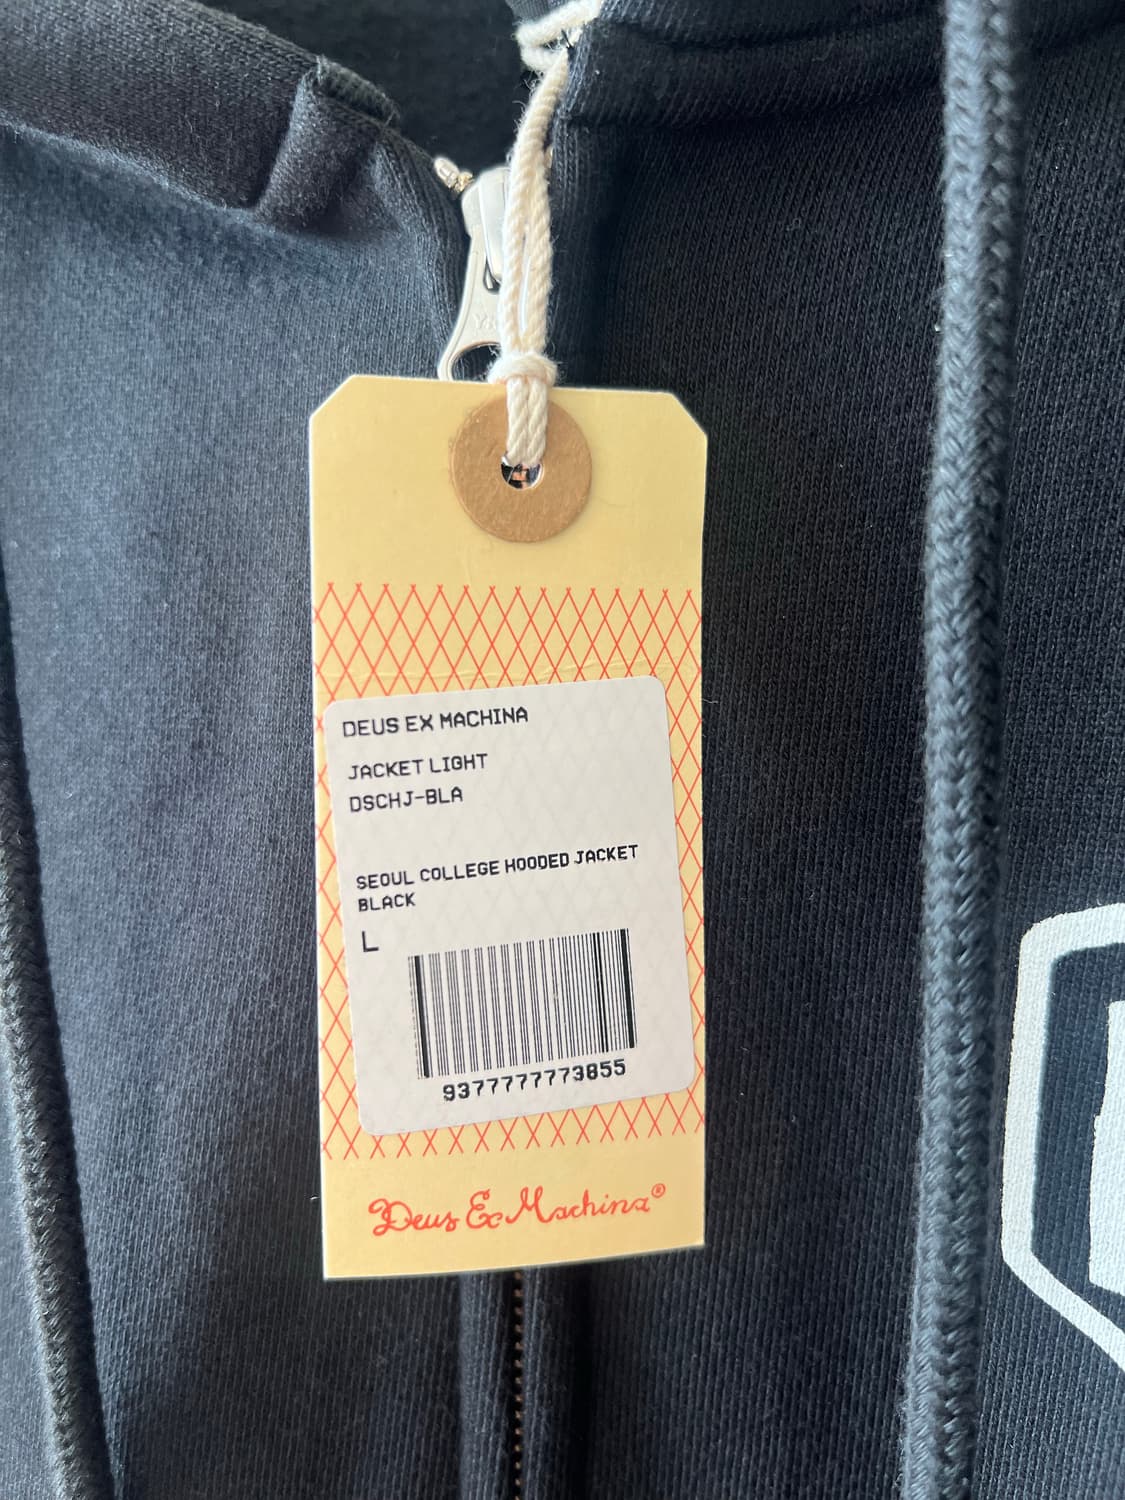 DEUS EX MACHINA
JACKET LIGHT
DSCHJ-BLA
SEOUL COLLEGE HOODED JACKET
BLACK
L
9377777773855
Deus Ex Machina®